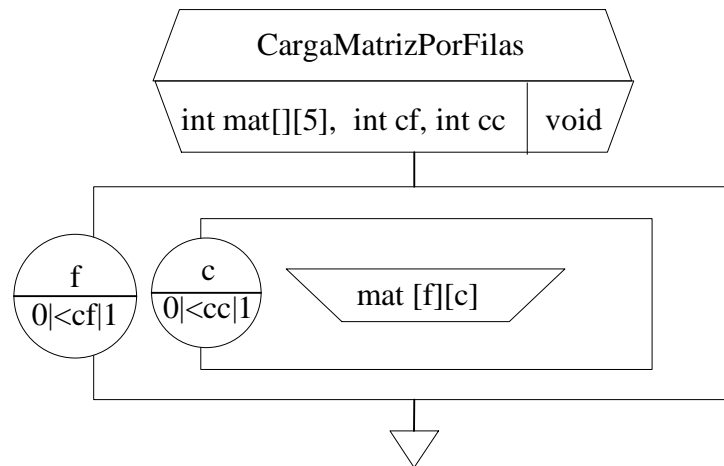 CargaMatrizPorFilas
int mat[][5], int cf, int cc void
f
0|<cf|1
c
0|<cc|1
mat [f][c]